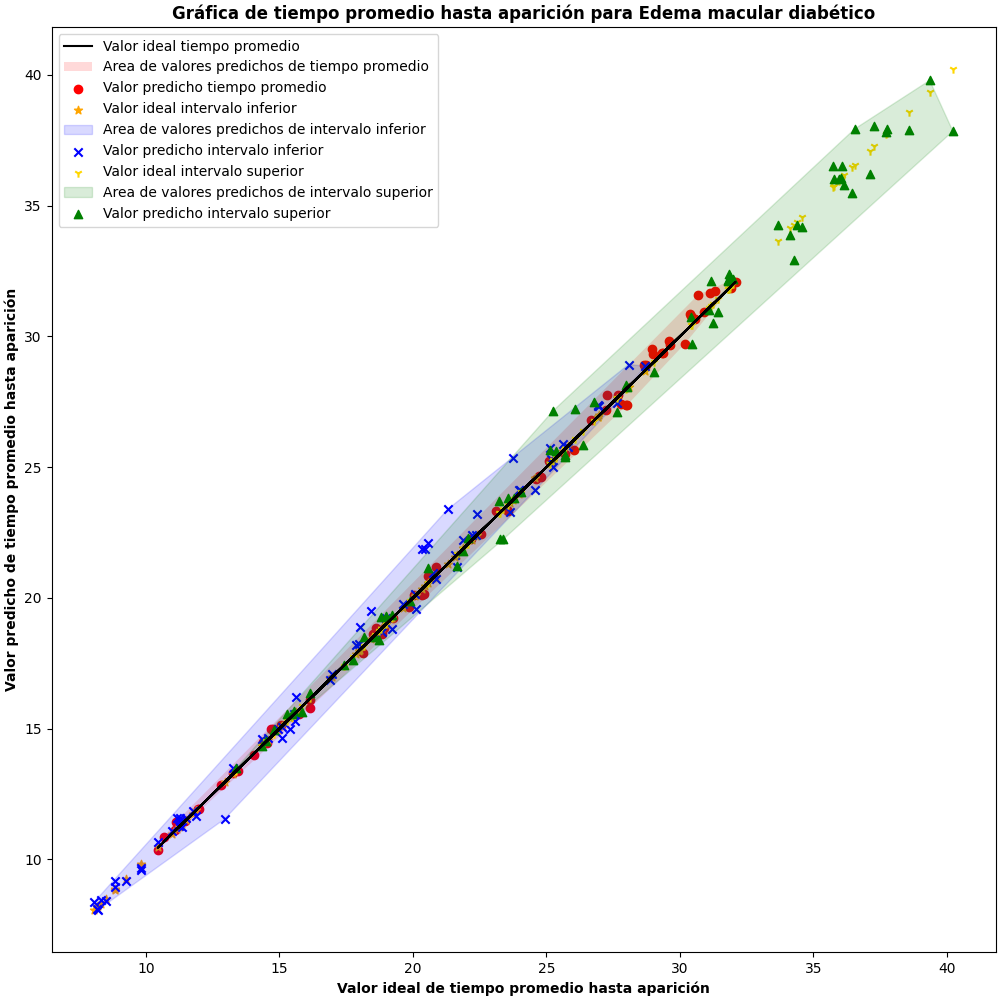 Gráfica de tiempo promedio hasta aparición para Edema macular diabético
Valor ideal tiempo promedio
Area de valores predichos de tiempo promedio
Valor predicho tiempo promedio
Valor ideal intervalo inferior
Area de valores predichos de intervalo inferior
Valor predicho intervalo inferior
Valor ideal intervalo superior
Area de valores predichos de intervalo superior
Valor predicho intervalo superior
Valor predicho de tiempo promedio hasta aparición
40
35
30
25
20
15
10
10 15 20 25 30 35 40
Valor ideal de tiempo promedio hasta aparición